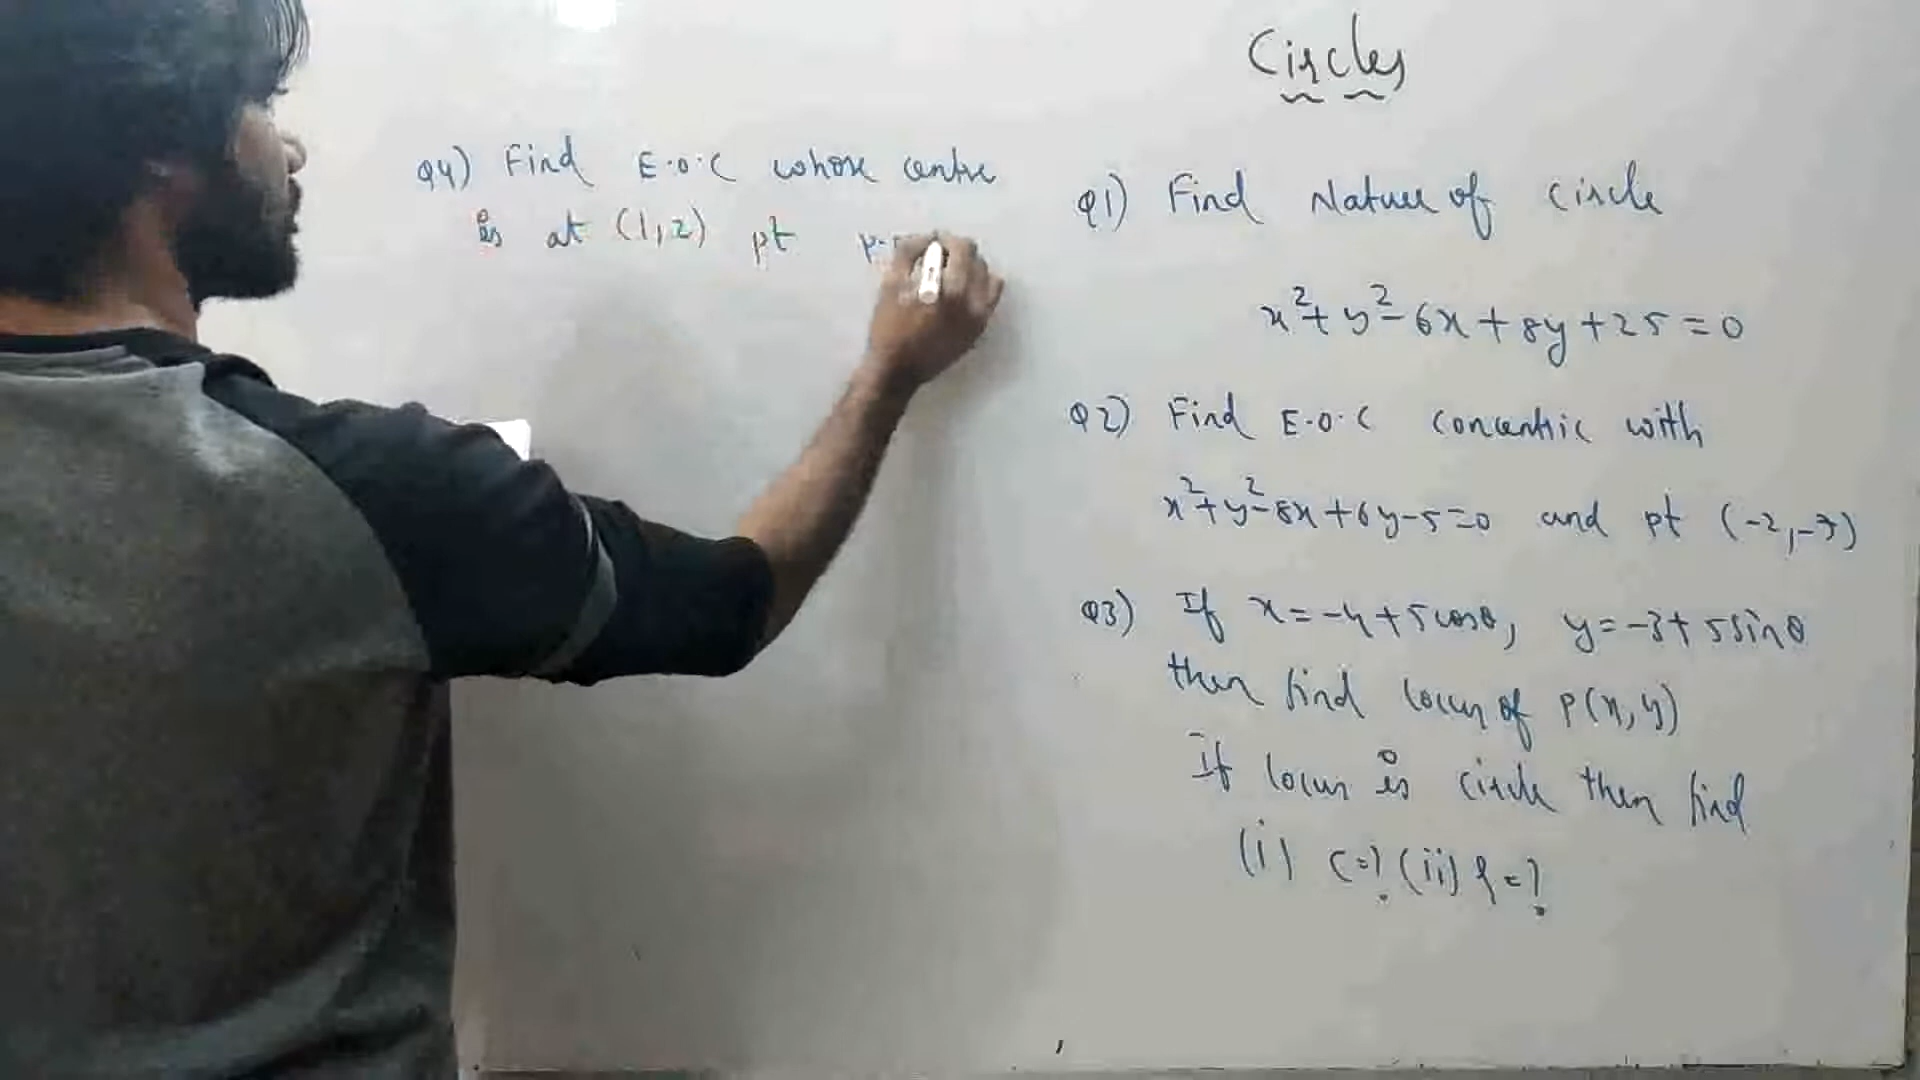 Circles
Q4) Find E.O.C whose centre
is at (1,2) pt
Q1) Find Nature of circle
x²+y²-6x+8y+25=0
Q2) Find E.O.C concentric with
x²+y²-8x+6y-5=0 and pt (-2,-7)
Q3) If x=-4+5cosθ, y=-3+5sinθ
then find locus of P(x,y)
If locus is circle then find
(i) C=? (ii) r=?